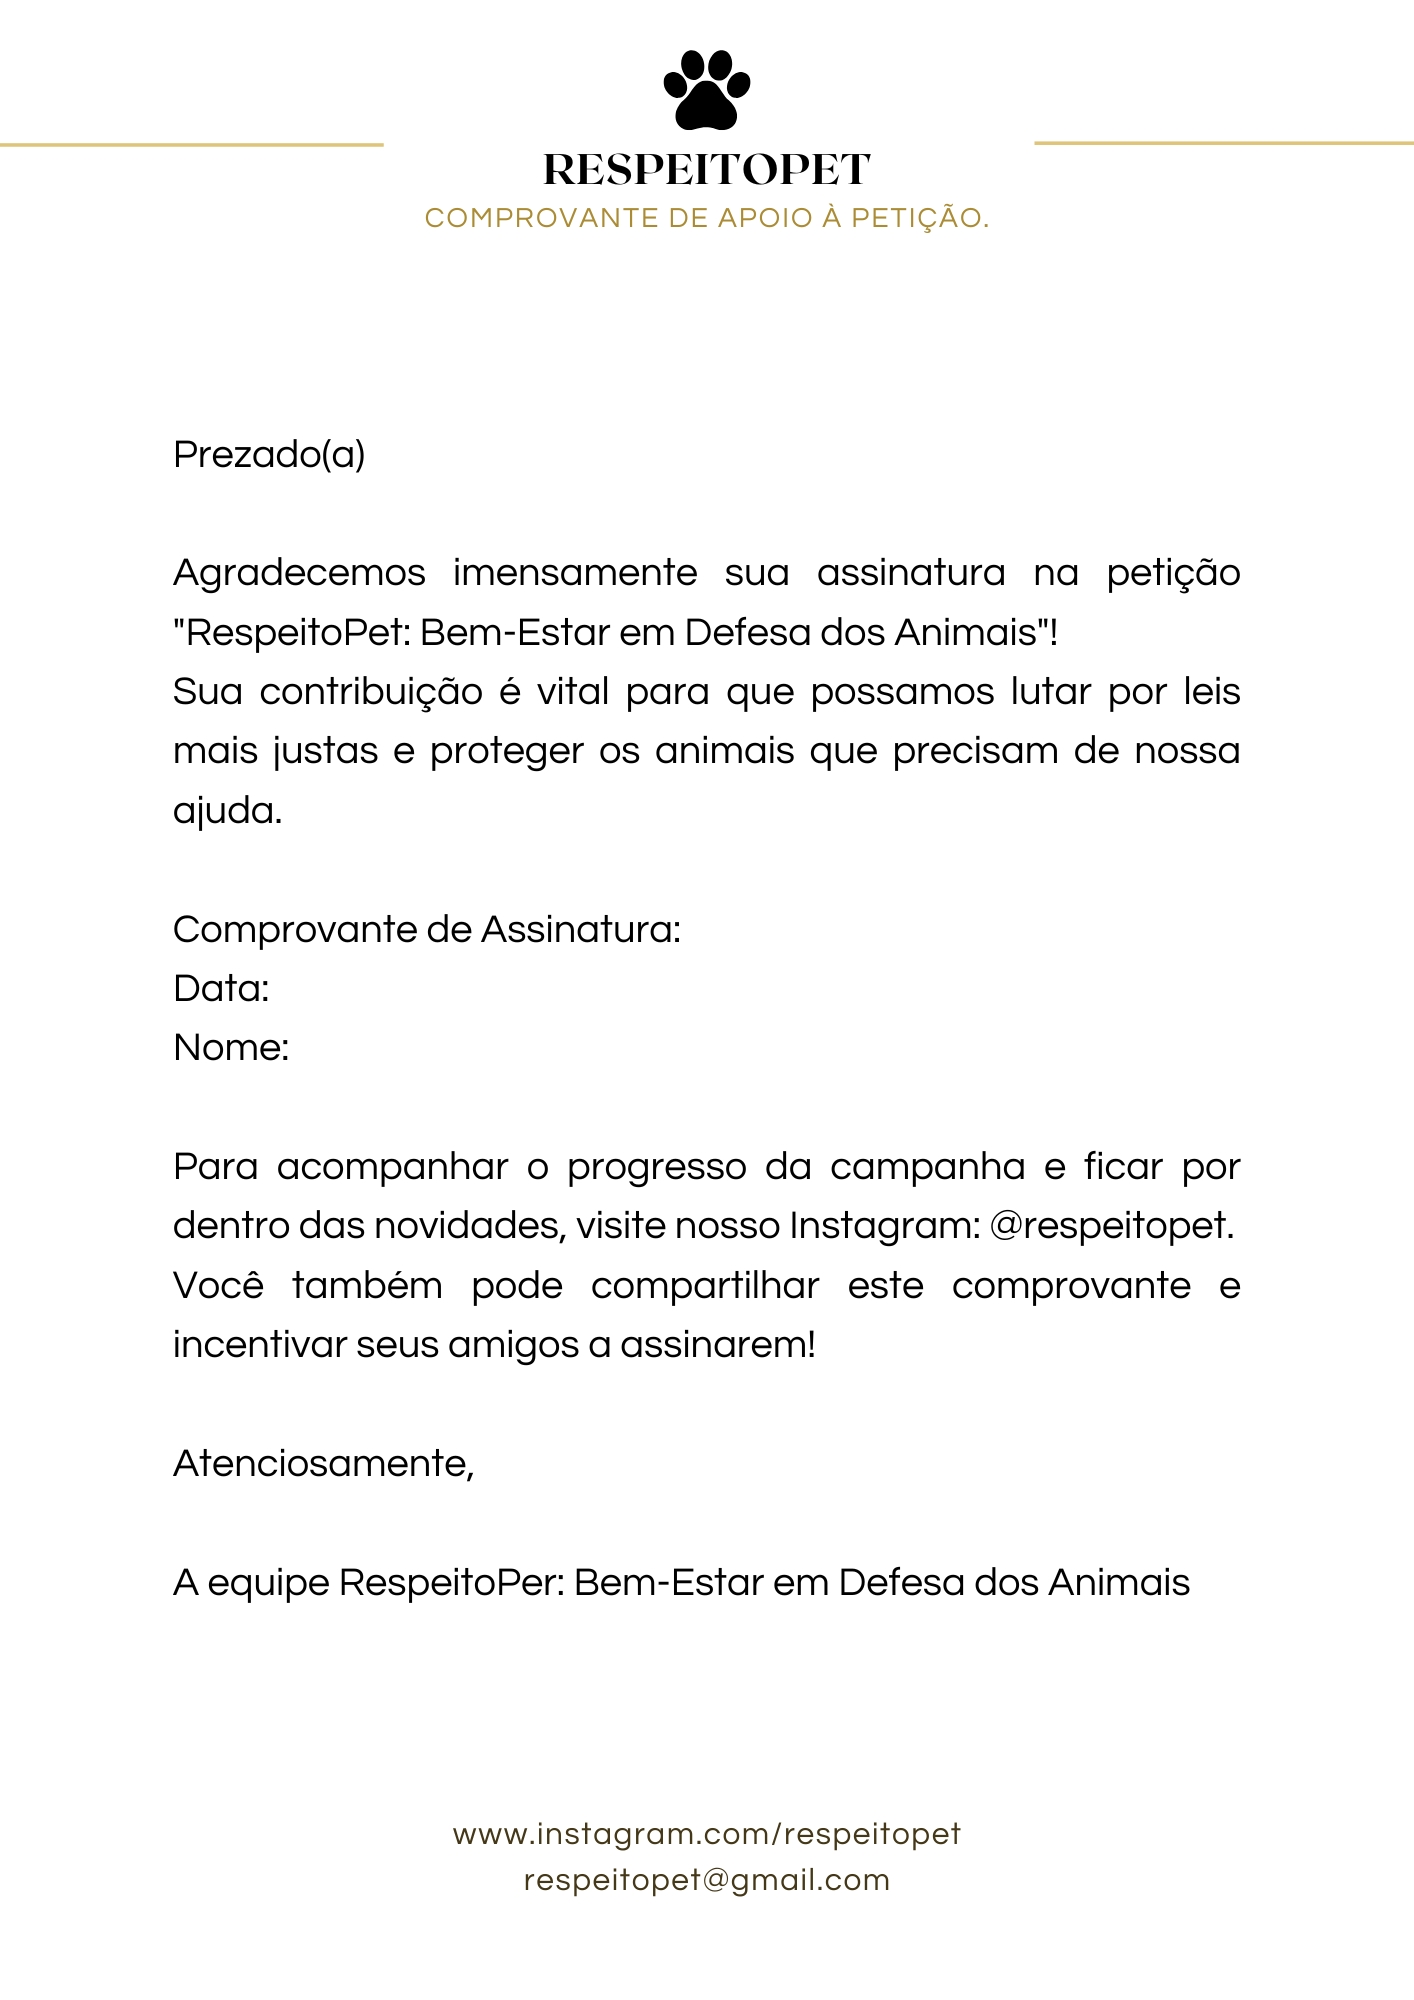 RESPEITOPET
COMPROVANTE DE APOIO À PETIÇÃO.
Prezado(a)
Agradecemos imensamente sua assinatura na petição
"RespeitoPet: Bem-Estar em Defesa dos Animais"!
Sua contribuição é vital para que possamos lutar por leis
mais justas e proteger os animais que precisam de nossa
ajuda.
Comprovante de Assinatura:
Data:
Nome:
Para acompanhar o progresso da campanha e ficar por
dentro das novidades, visite nosso Instagram: @respeitopet.
Você também pode compartilhar este comprovante e
incentivar seus amigos a assinarem!
Atenciosamente,
A equipe RespeitoPer: Bem-Estar em Defesa dos Animais
www.instagram.com/respeitopet
respeitopet@gmail.com